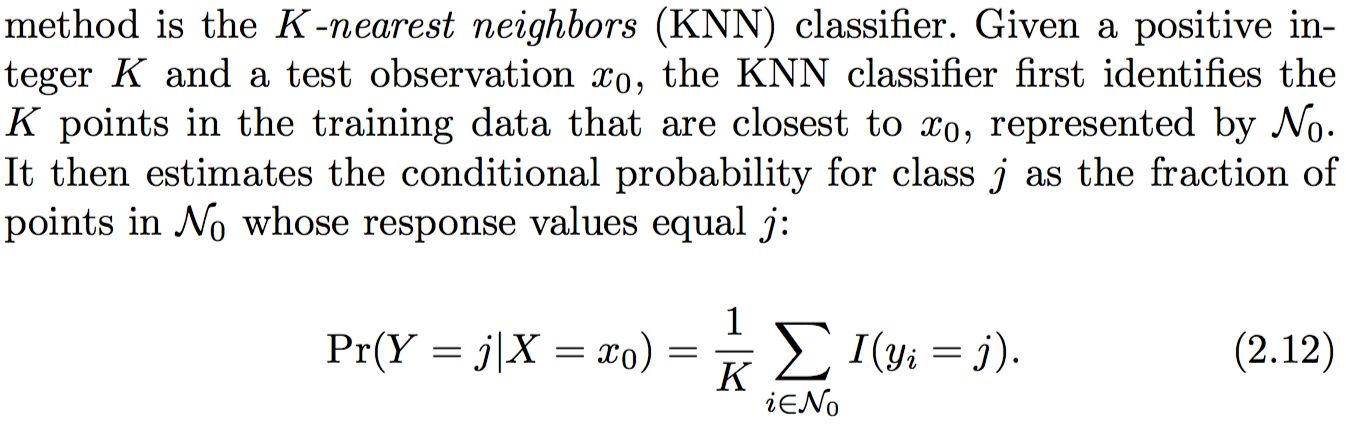 method is the K-nearest neighbors (KNN) classifier. Given a positive in-
teger K and a test observation x₀, the KNN classifier first identifies the
K points in the training data that are closest to x₀, represented by 𝒩₀.
It then estimates the conditional probability for class j as the fraction of
points in 𝒩₀ whose response values equal j:
Pr(Y = j|X = x₀) = 1/K ∑_{i∈𝒩₀} I(yᵢ = j). (2.12)